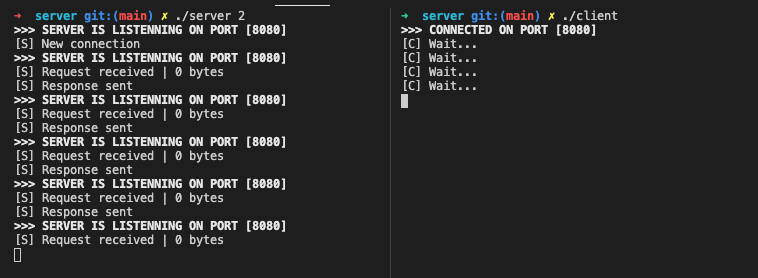 ➜ server git:(main) ✗ ./server 2
>>> SERVER IS LISTENNING ON PORT [8080]
[S] New connection
>>> SERVER IS LISTENNING ON PORT [8080]
[S] Request received | 0 bytes
[S] Response sent
>>> SERVER IS LISTENNING ON PORT [8080]
[S] Request received | 0 bytes
[S] Response sent
>>> SERVER IS LISTENNING ON PORT [8080]
[S] Request received | 0 bytes
[S] Response sent
>>> SERVER IS LISTENNING ON PORT [8080]
[S] Request received | 0 bytes
[S] Response sent
>>> SERVER IS LISTENNING ON PORT [8080]
[S] Request received | 0 bytes
➜ server git:(main) ✗ ./client
>>> CONNECTED ON PORT [8080]
[C] Wait...
[C] Wait...
[C] Wait...
[C] Wait...